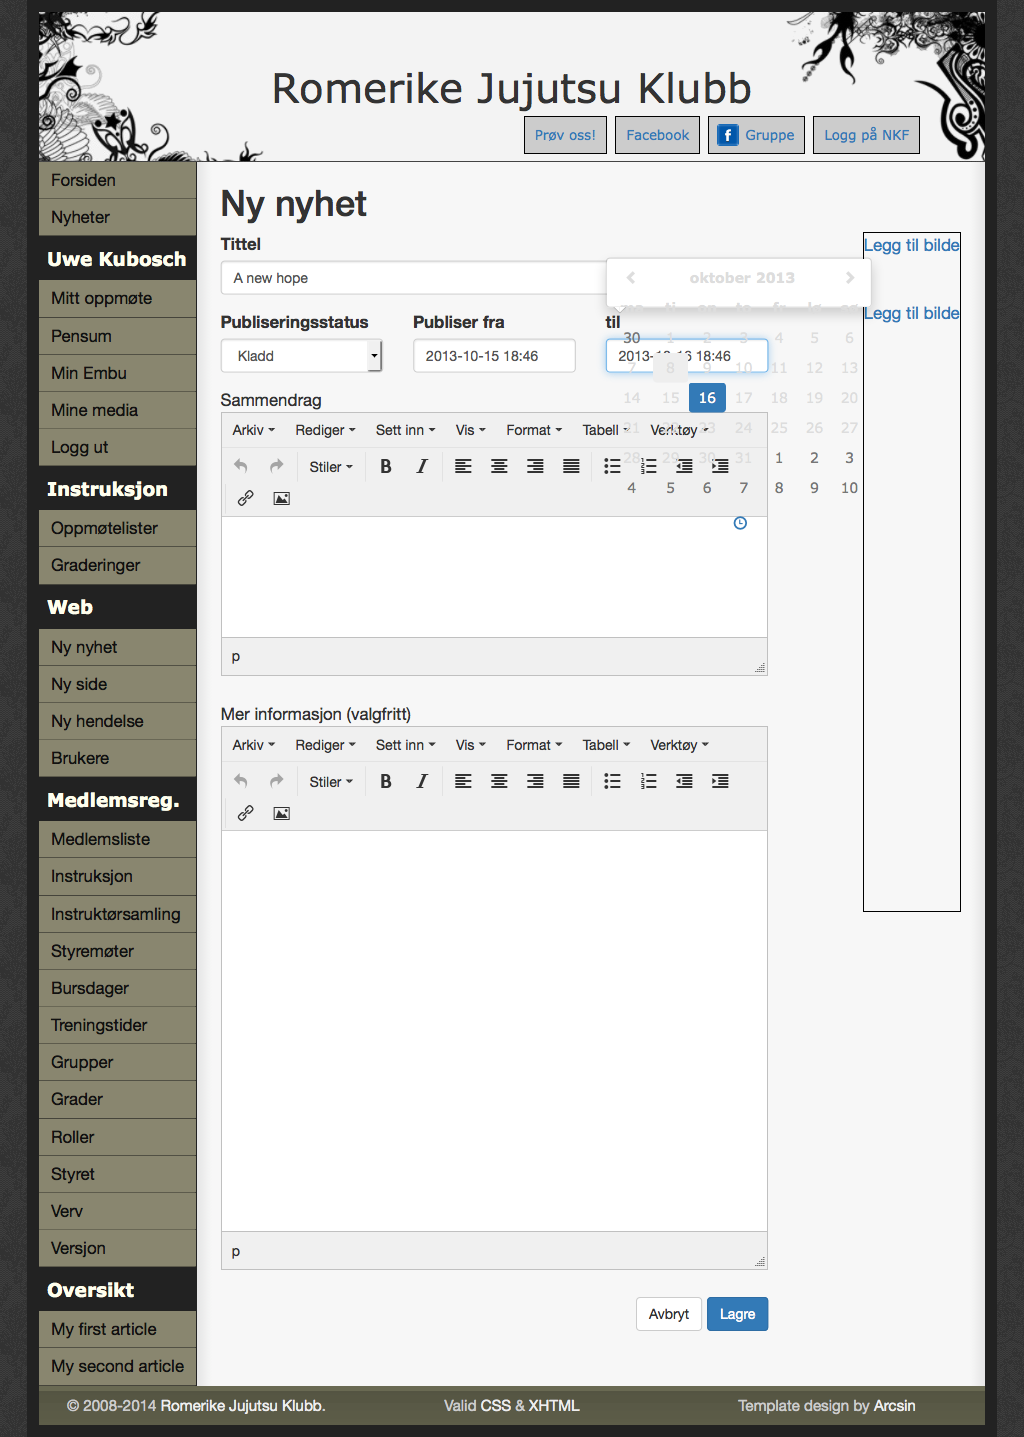 Romerike Jujutsu Klubb
Prøv oss! Facebook Gruppe Logg på NKF
Forsiden
Nyheter
Uwe Kubosch
Mitt oppmøte
Pensum
Min Embu
Mine media
Logg ut
Instruksjon
Oppmøtelister
Graderinger
Web
Ny nyhet
Ny side
Ny hendelse
Brukere
Medlemsreg.
Medlemsliste
Instruksjon
Instruktørsamling
Styremøter
Bursdager
Treningstider
Grupper
Grader
Roller
Styret
Verv
Versjon
Oversikt
My first article
My second article
Ny nyhet
Tittel
A new hope
Publiseringsstatus Publiser fra til
Kladd 2013-10-15 18:46 2013-10-16 18:46
oktober 2013
30 1 2 3 4 5 6
7 8 9 10 11 12 13
14 15 16 17 18 19 20
21 22 23 24 25 26 27
28 29 30 31 1 2 3
4 5 6 7 8 9 10
Legg til bilde
Legg til bilde
Sammendrag
Arkiv Rediger Sett inn Vis Format Tabell Verktøy
Stiler B I
p
Mer informasjon (valgfritt)
Arkiv Rediger Sett inn Vis Format Tabell Verktøy
Stiler B I
p
Avbryt Lagre
© 2008-2014 Romerike Jujutsu Klubb. Valid CSS & XHTML Template design by Arcsin